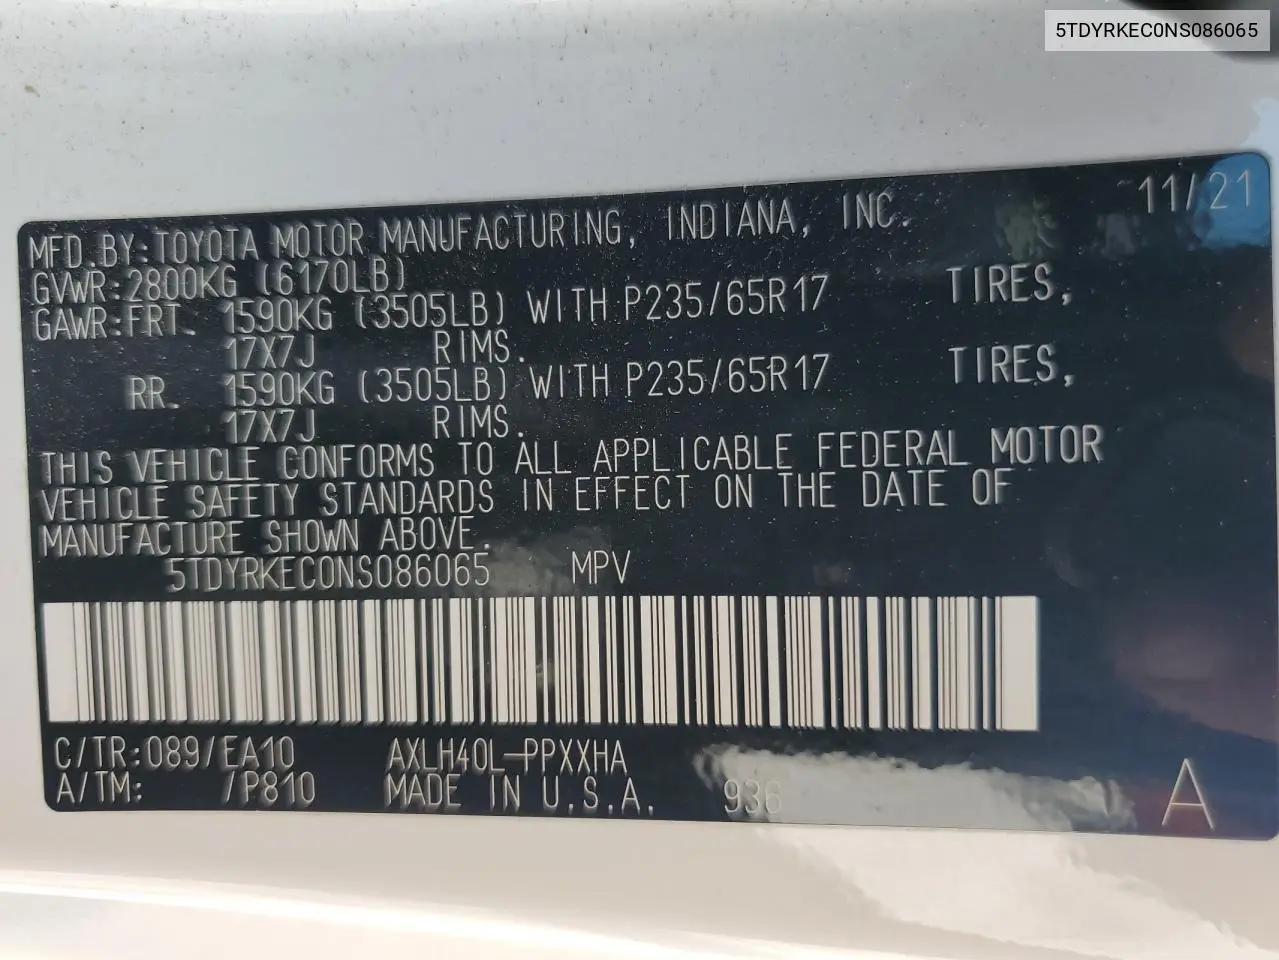 5TDYRKEC0NS086065
11/21
MFD.BY:TOYOTA MOTOR MANUFACTURING, INDIANA, INC.
GVWR:2800KG (6170LB)
GAWR:FRT. 1590KG (3505LB) WITH P235/65R17 TIRES,
17X7J RIMS.
RR. 1590KG (3505LB) WITH P235/65R17 TIRES,
17X7J RIMS.
THIS VEHICLE CONFORMS TO ALL APPLICABLE FEDERAL MOTOR
VEHICLE SAFETY STANDARDS IN EFFECT ON THE DATE OF
MANUFACTURE SHOWN ABOVE.
5TDYRKEC0NS086065 MPV
C/TR:089/EA10 AXLH40L-PPXXHA
A/TM: /P810 MADE IN U.S.A. 936 A